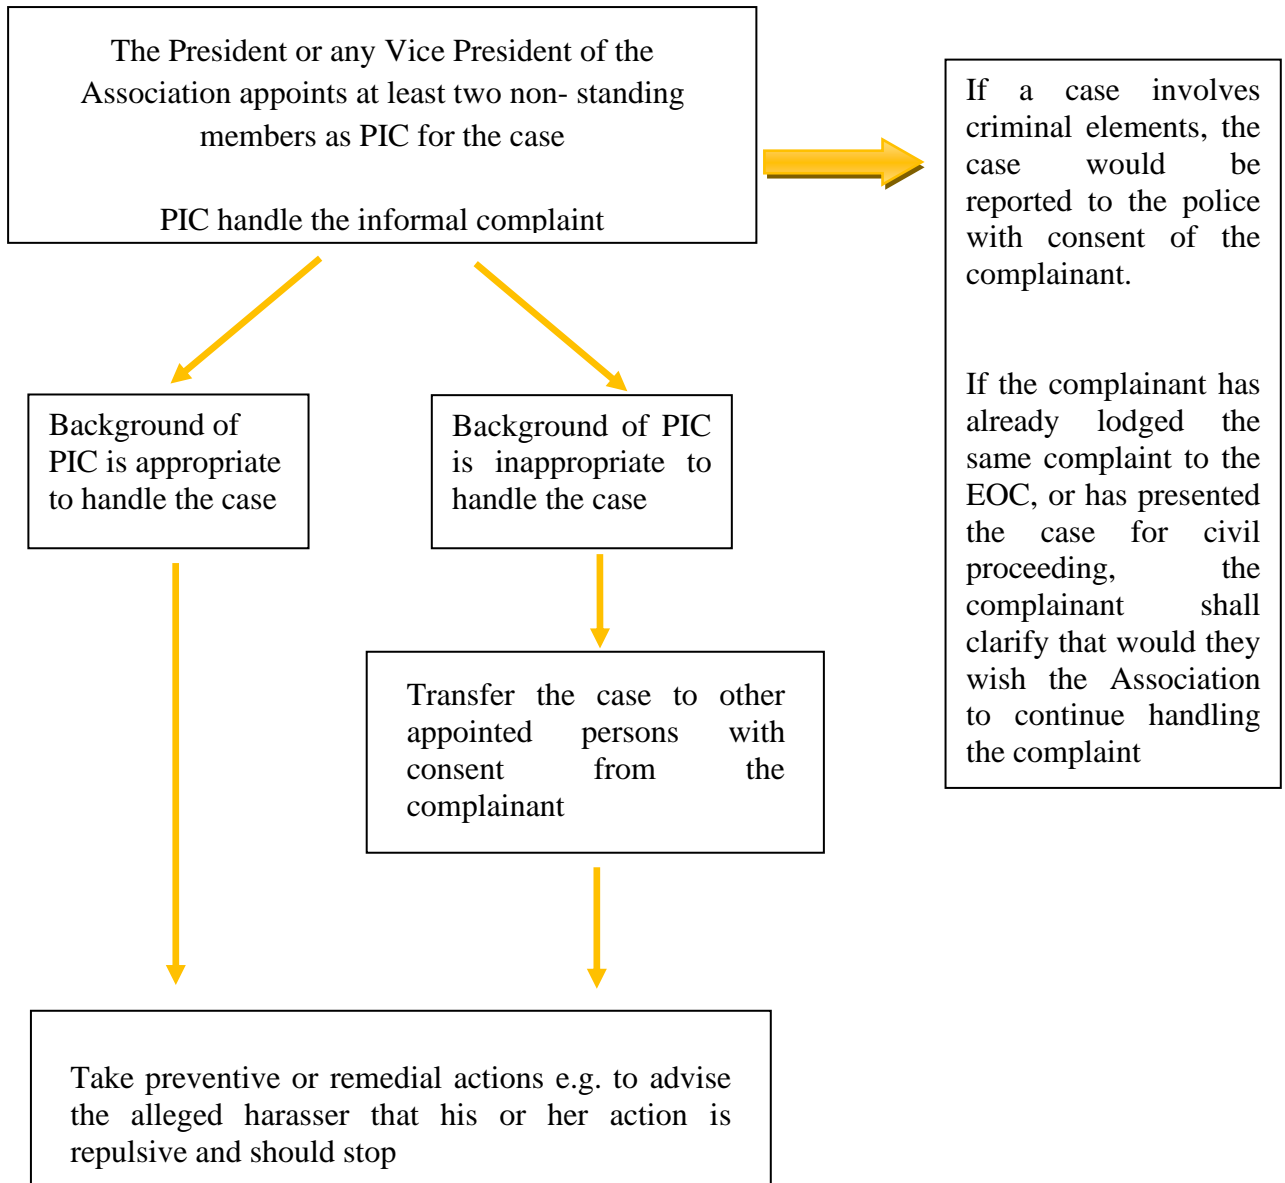 The President or any Vice President of the
Association appoints at least two non- standing
members as PIC for the case
PIC handle the informal complaint
If a case involves
criminal elements, the
case would be
reported to the police
with consent of the
complainant.
If the complainant has
already lodged the
same complaint to the
EOC, or has presented
the case for civil
proceeding, the
complainant shall
clarify that would they
wish the Association
to continue handling
the complaint
Background of
PIC is appropriate
to handle the case
Background of PIC
is inappropriate to
handle the case
Transfer the case to other
appointed persons with
consent from the
complainant
Take preventive or remedial actions e.g. to advise
the alleged harasser that his or her action is
repulsive and should stop